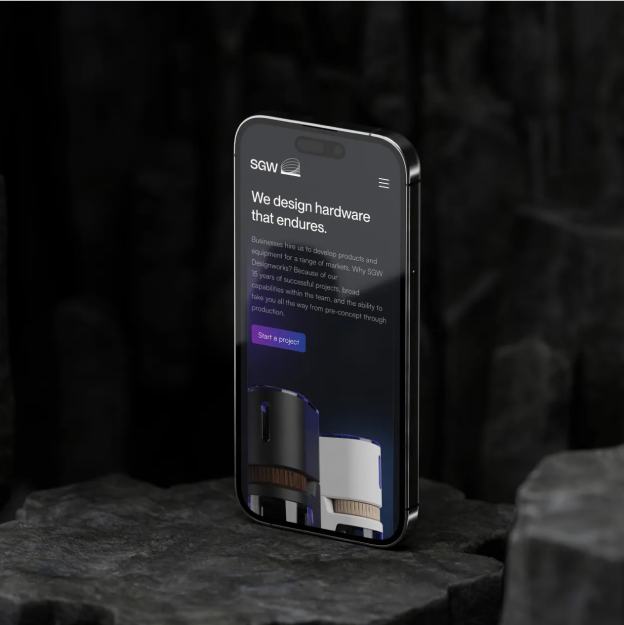 SGW
We design hardware
that endures.
Businesses hire us to develop products and
equipment for a range of markets. Why SGW
Designworks? Because of our
15 years of successful projects, broad
capabilities within the team, and the ability to
take you all the way from pre-concept through
production.
Start a project